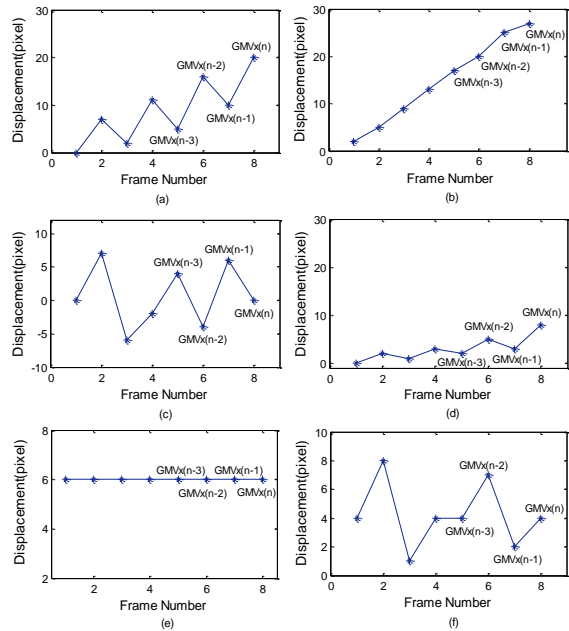 30
20
10
0
Displacement(pixel)
GMVx(n)
GMVx(n-2)
GMVx(n-1)
GMVx(n-3)
0 2 4 6 8
Frame Number
(a)
30
20
10
0
Displacement(pixel)
GMVx(n)
GMVx(n-1)
GMVx(n-2)
GMVx(n-3)
0 2 4 6 8
Frame Number
(b)
10
5
0
-5
-10
Displacement(pixel)
GMVx(n-1)
GMVx(n-3)
GMVx(n)
GMVx(n-2)
0 2 4 6 8
Frame Number
(c)
30
20
10
0
Displacement(pixel)
GMVx(n)
GMVx(n-2)
GMVx(n-3)
GMVx(n-1)
0 2 4 6 8
Frame Number
(d)
8
6
4
2
Displacement(pixel)
GMVx(n-3) GMVx(n-1)
GMVx(n-2) GMVx(n)
2 4 6 8
Frame Number
(e)
10
8
6
4
2
0
Displacement(pixel)
GMVx(n-2)
GMVx(n)
GMVx(n-3)
GMVx(n-1)
0 2 4 6 8
Frame Number
(f)